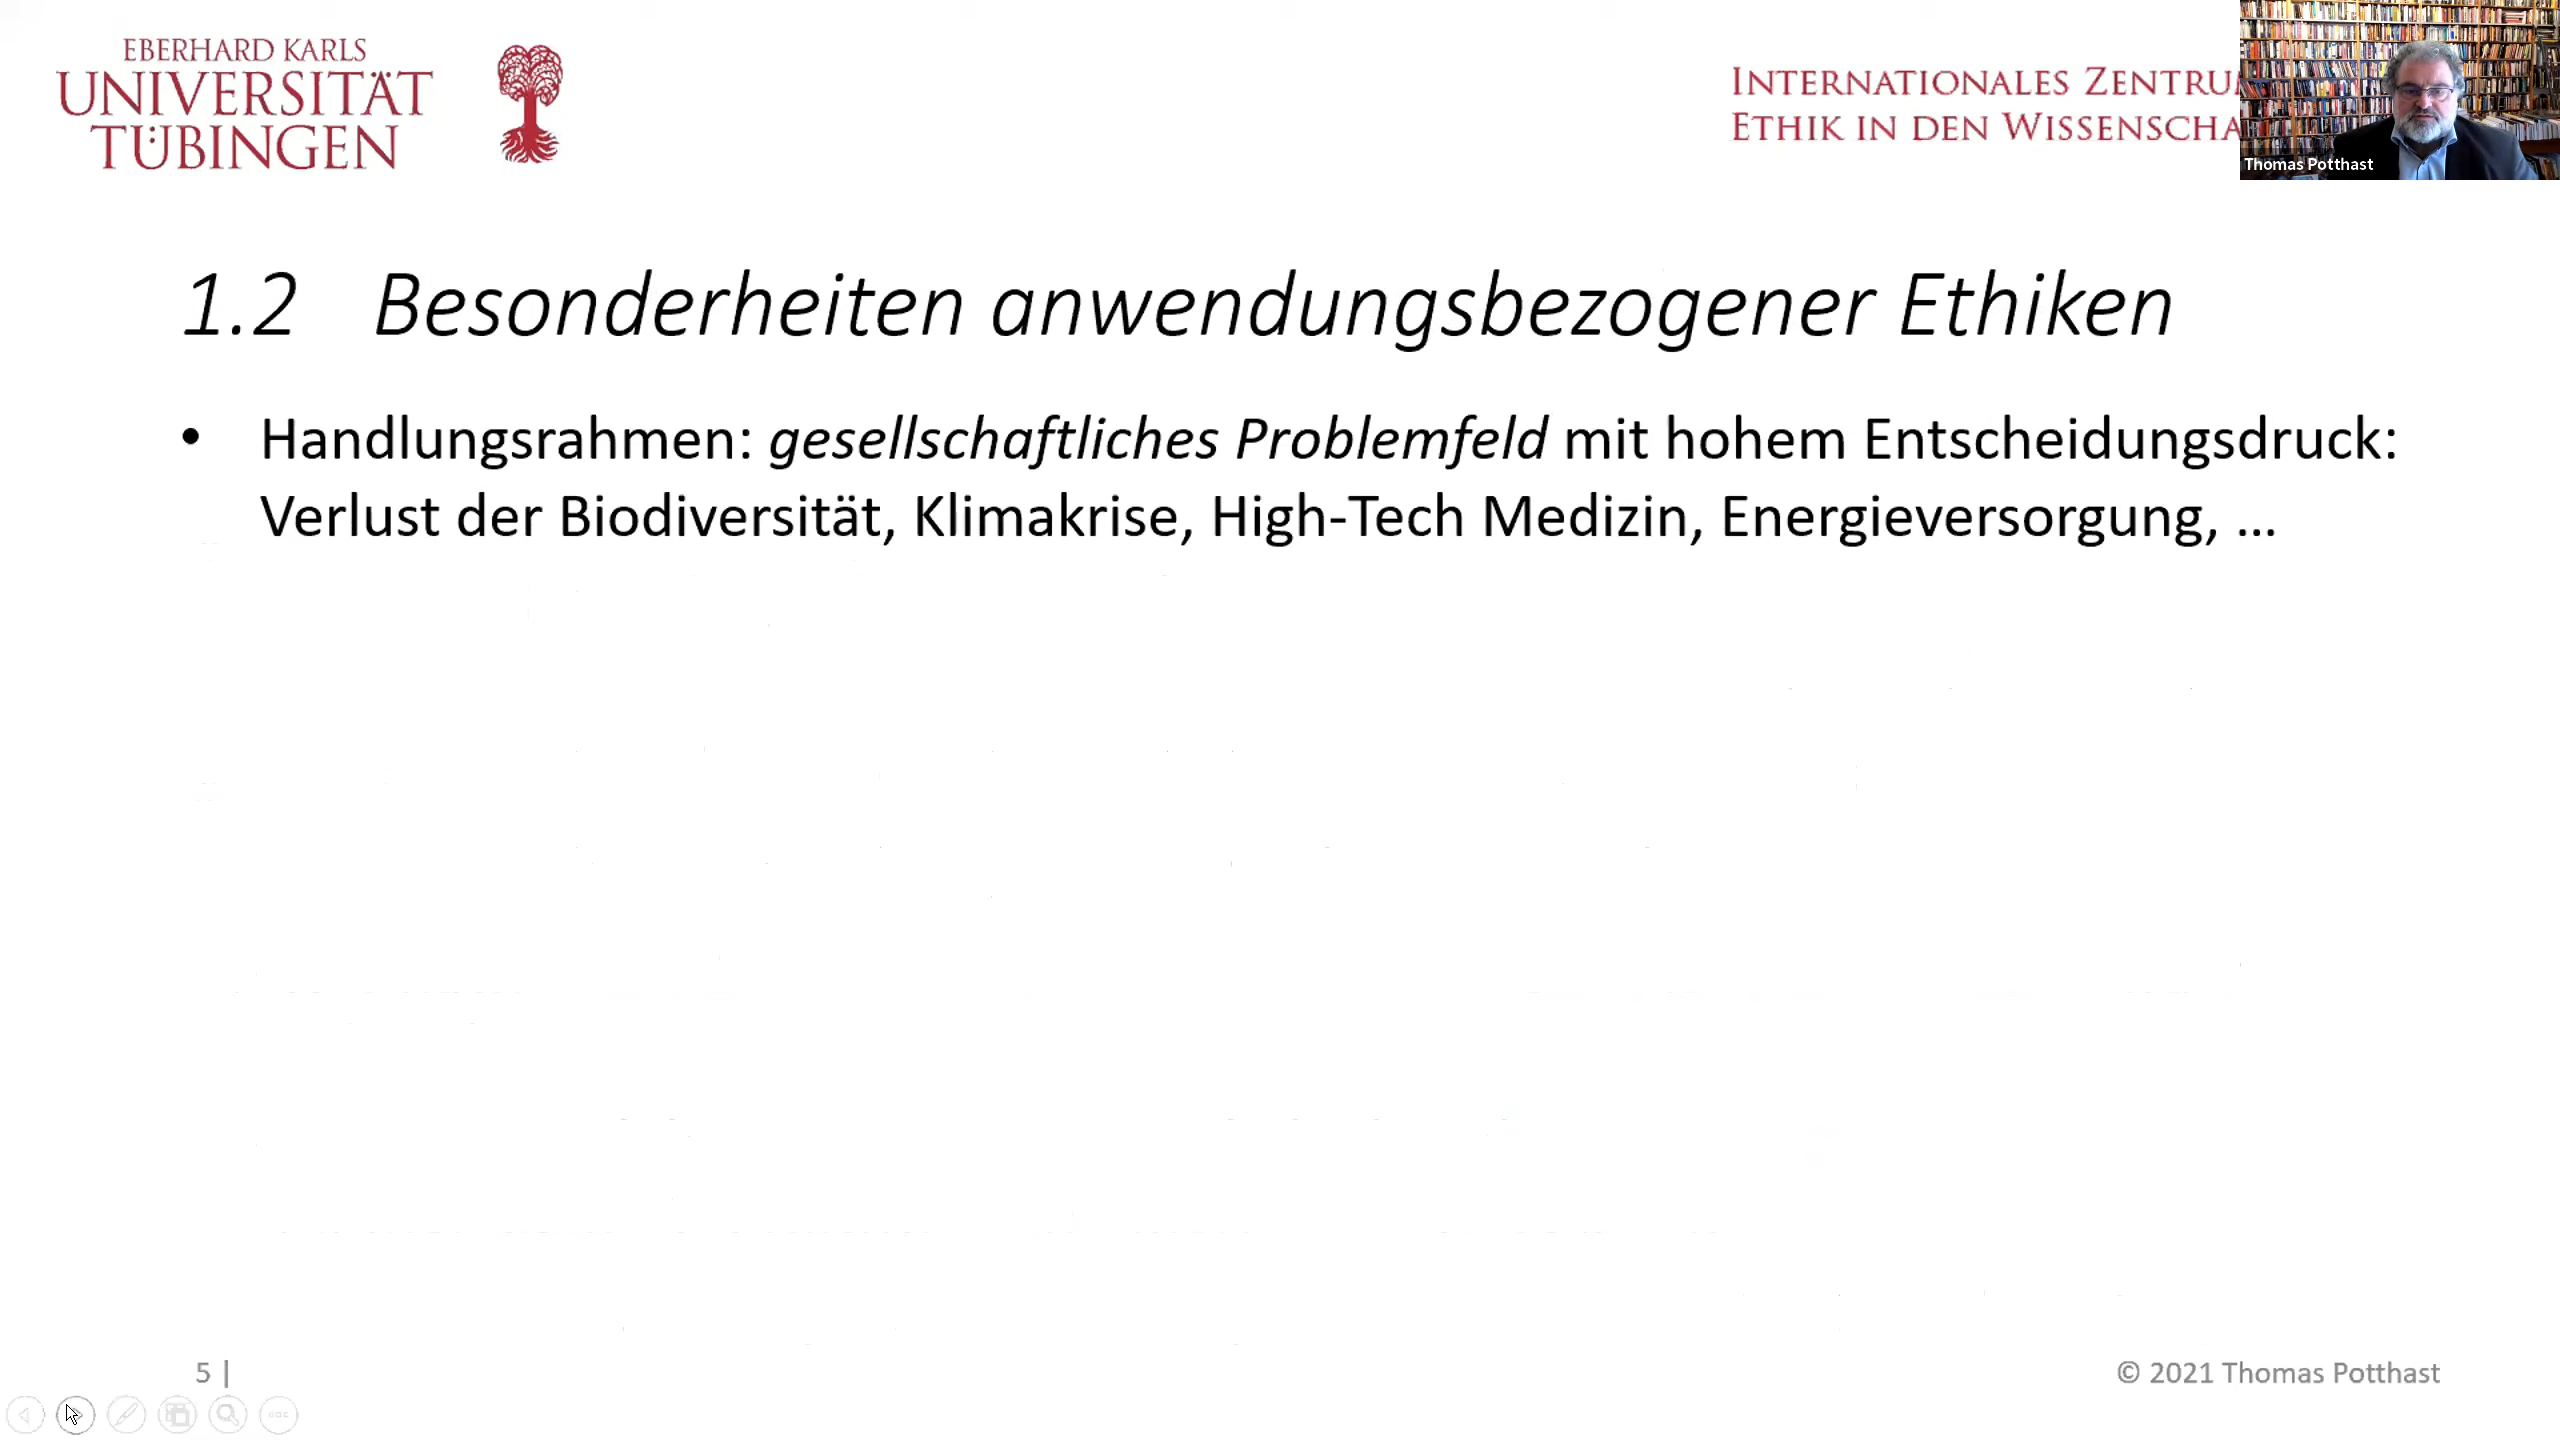 EBERHARD KARLS
UNIVERSITÄT
TÜBINGEN
INTERNATIONALES ZENTRU
ETHIK IN DEN WISSENSCHA
Thomas Potthast
1.2 Besonderheiten anwendungsbezogener Ethiken
• Handlungsrahmen: gesellschaftliches Problemfeld mit hohem Entscheidungsdruck:
Verlust der Biodiversität, Klimakrise, High-Tech Medizin, Energieversorgung, ...
5 |
© 2021 Thomas Potthast